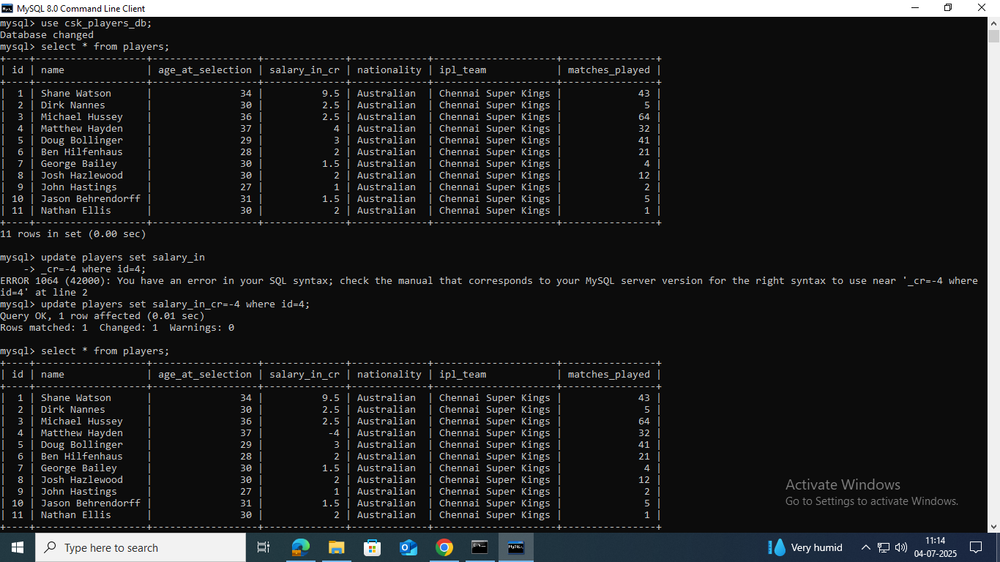 MySQL 8.0 Command Line Client
mysql> use csk_players_db;
Database changed
mysql> select * from players;
+----+-------------------+------------------+--------------+-------------+---------------------+----------------+
| id | name              | age_at_selection | salary_in_cr | nationality | ipl_team            | matches_played |
+----+-------------------+------------------+--------------+-------------+---------------------+----------------+
|  1 | Shane Watson      |               34 |          9.5 | Australian  | Chennai Super Kings |             43 |
|  2 | Dirk Nannes       |               30 |          2.5 | Australian  | Chennai Super Kings |              5 |
|  3 | Michael Hussey    |               36 |          2.5 | Australian  | Chennai Super Kings |             64 |
|  4 | Matthew Hayden    |               37 |            4 | Australian  | Chennai Super Kings |             32 |
|  5 | Doug Bollinger    |               29 |            3 | Australian  | Chennai Super Kings |             41 |
|  6 | Ben Hilfenhaus    |               28 |            2 | Australian  | Chennai Super Kings |             21 |
|  7 | George Bailey     |               30 |          1.5 | Australian  | Chennai Super Kings |              4 |
|  8 | Josh Hazlewood    |               30 |            2 | Australian  | Chennai Super Kings |             12 |
|  9 | John Hastings     |               27 |            1 | Australian  | Chennai Super Kings |              2 |
| 10 | Jason Behrendorff |               31 |          1.5 | Australian  | Chennai Super Kings |              5 |
| 11 | Nathan Ellis      |               30 |            2 | Australian  | Chennai Super Kings |              1 |
+----+-------------------+------------------+--------------+-------------+---------------------+----------------+
11 rows in set (0.00 sec)
mysql> update players set salary_in
    -> _cr=-4 where id=4;
ERROR 1064 (42000): You have an error in your SQL syntax; check the manual that corresponds to your MySQL server version for the right syntax to use near '_cr=-4 where
id=4' at line 2
mysql> update players set salary_in_cr=-4 where id=4;
Query OK, 1 row affected (0.01 sec)
Rows matched: 1  Changed: 1  Warnings: 0
mysql> select * from players;
+----+-------------------+------------------+--------------+-------------+---------------------+----------------+
| id | name              | age_at_selection | salary_in_cr | nationality | ipl_team            | matches_played |
+----+-------------------+------------------+--------------+-------------+---------------------+----------------+
|  1 | Shane Watson      |               34 |          9.5 | Australian  | Chennai Super Kings |             43 |
|  2 | Dirk Nannes       |               30 |          2.5 | Australian  | Chennai Super Kings |              5 |
|  3 | Michael Hussey    |               36 |          2.5 | Australian  | Chennai Super Kings |             64 |
|  4 | Matthew Hayden    |               37 |           -4 | Australian  | Chennai Super Kings |             32 |
|  5 | Doug Bollinger    |               29 |            3 | Australian  | Chennai Super Kings |             41 |
|  6 | Ben Hilfenhaus    |               28 |            2 | Australian  | Chennai Super Kings |             21 |
|  7 | George Bailey     |               30 |          1.5 | Australian  | Chennai Super Kings |              4 |
|  8 | Josh Hazlewood    |               30 |            2 | Australian  | Chennai Super Kings |             12 |
|  9 | John Hastings     |               27 |            1 | Australian  | Chennai Super Kings |              2 |
| 10 | Jason Behrendorff |               31 |          1.5 | Australian  | Chennai Super Kings |              5 |
| 11 | Nathan Ellis      |               30 |            2 | Australian  | Chennai Super Kings |              1 |
+----+-------------------+------------------+--------------+-------------+---------------------+----------------+
Activate Windows
Go to Settings to activate Windows.
Type here to search
Very humid
11:14
04-07-2025